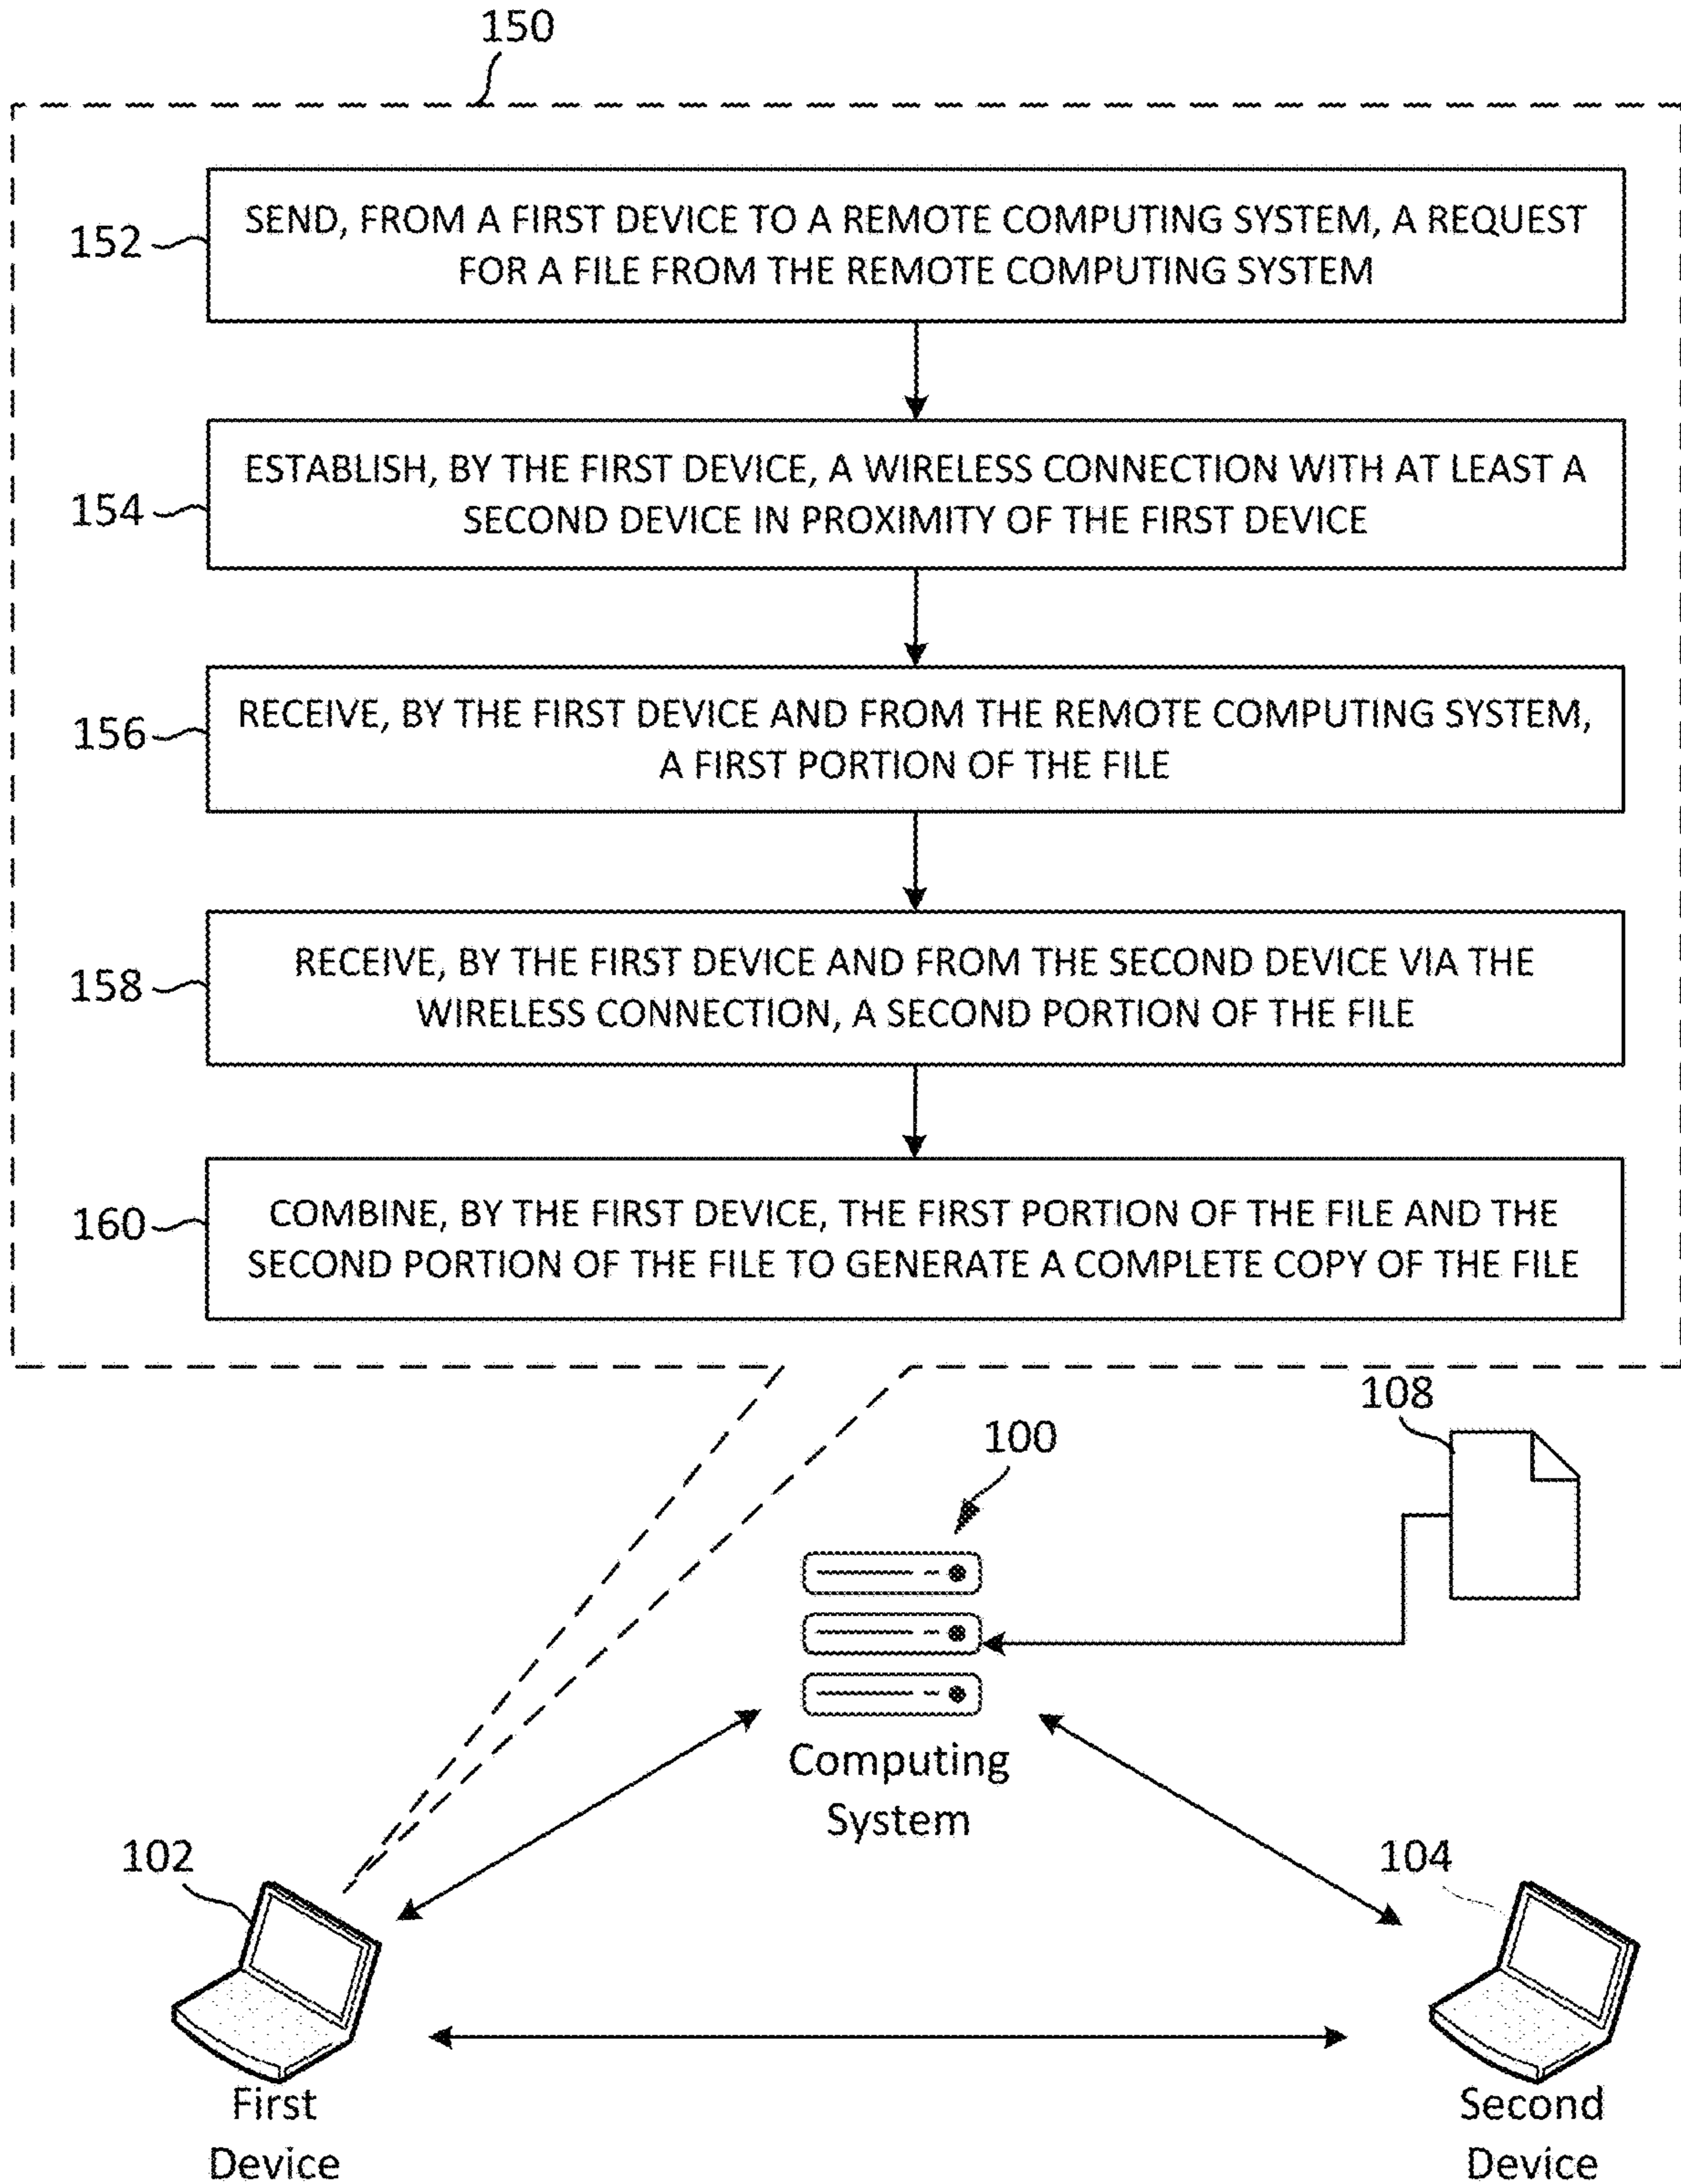 150
152
SEND, FROM A FIRST DEVICE TO A REMOTE COMPUTING SYSTEM, A REQUEST
FOR A FILE FROM THE REMOTE COMPUTING SYSTEM
154
ESTABLISH, BY THE FIRST DEVICE, A WIRELESS CONNECTION WITH AT LEAST A
SECOND DEVICE IN PROXIMITY OF THE FIRST DEVICE
156
RECEIVE, BY THE FIRST DEVICE AND FROM THE REMOTE COMPUTING SYSTEM,
A FIRST PORTION OF THE FILE
158
RECEIVE, BY THE FIRST DEVICE AND FROM THE SECOND DEVICE VIA THE
WIRELESS CONNECTION, A SECOND PORTION OF THE FILE
160
COMBINE, BY THE FIRST DEVICE, THE FIRST PORTION OF THE FILE AND THE
SECOND PORTION OF THE FILE TO GENERATE A COMPLETE COPY OF THE FILE
108
100
Computing
System
102
104
First
Device
Second
Device